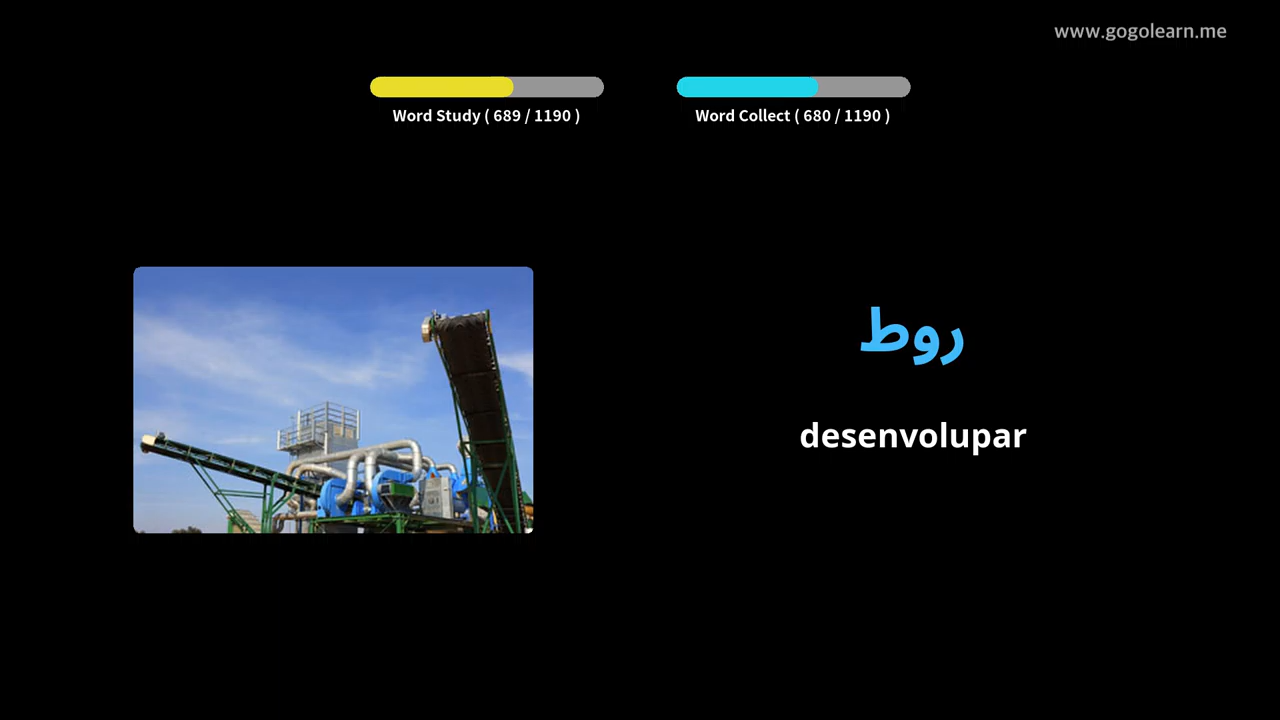 www.gogolearn.me
Word Study ( 689 / 1190 )
Word Collect ( 680 / 1190 )
روط
desenvolupar